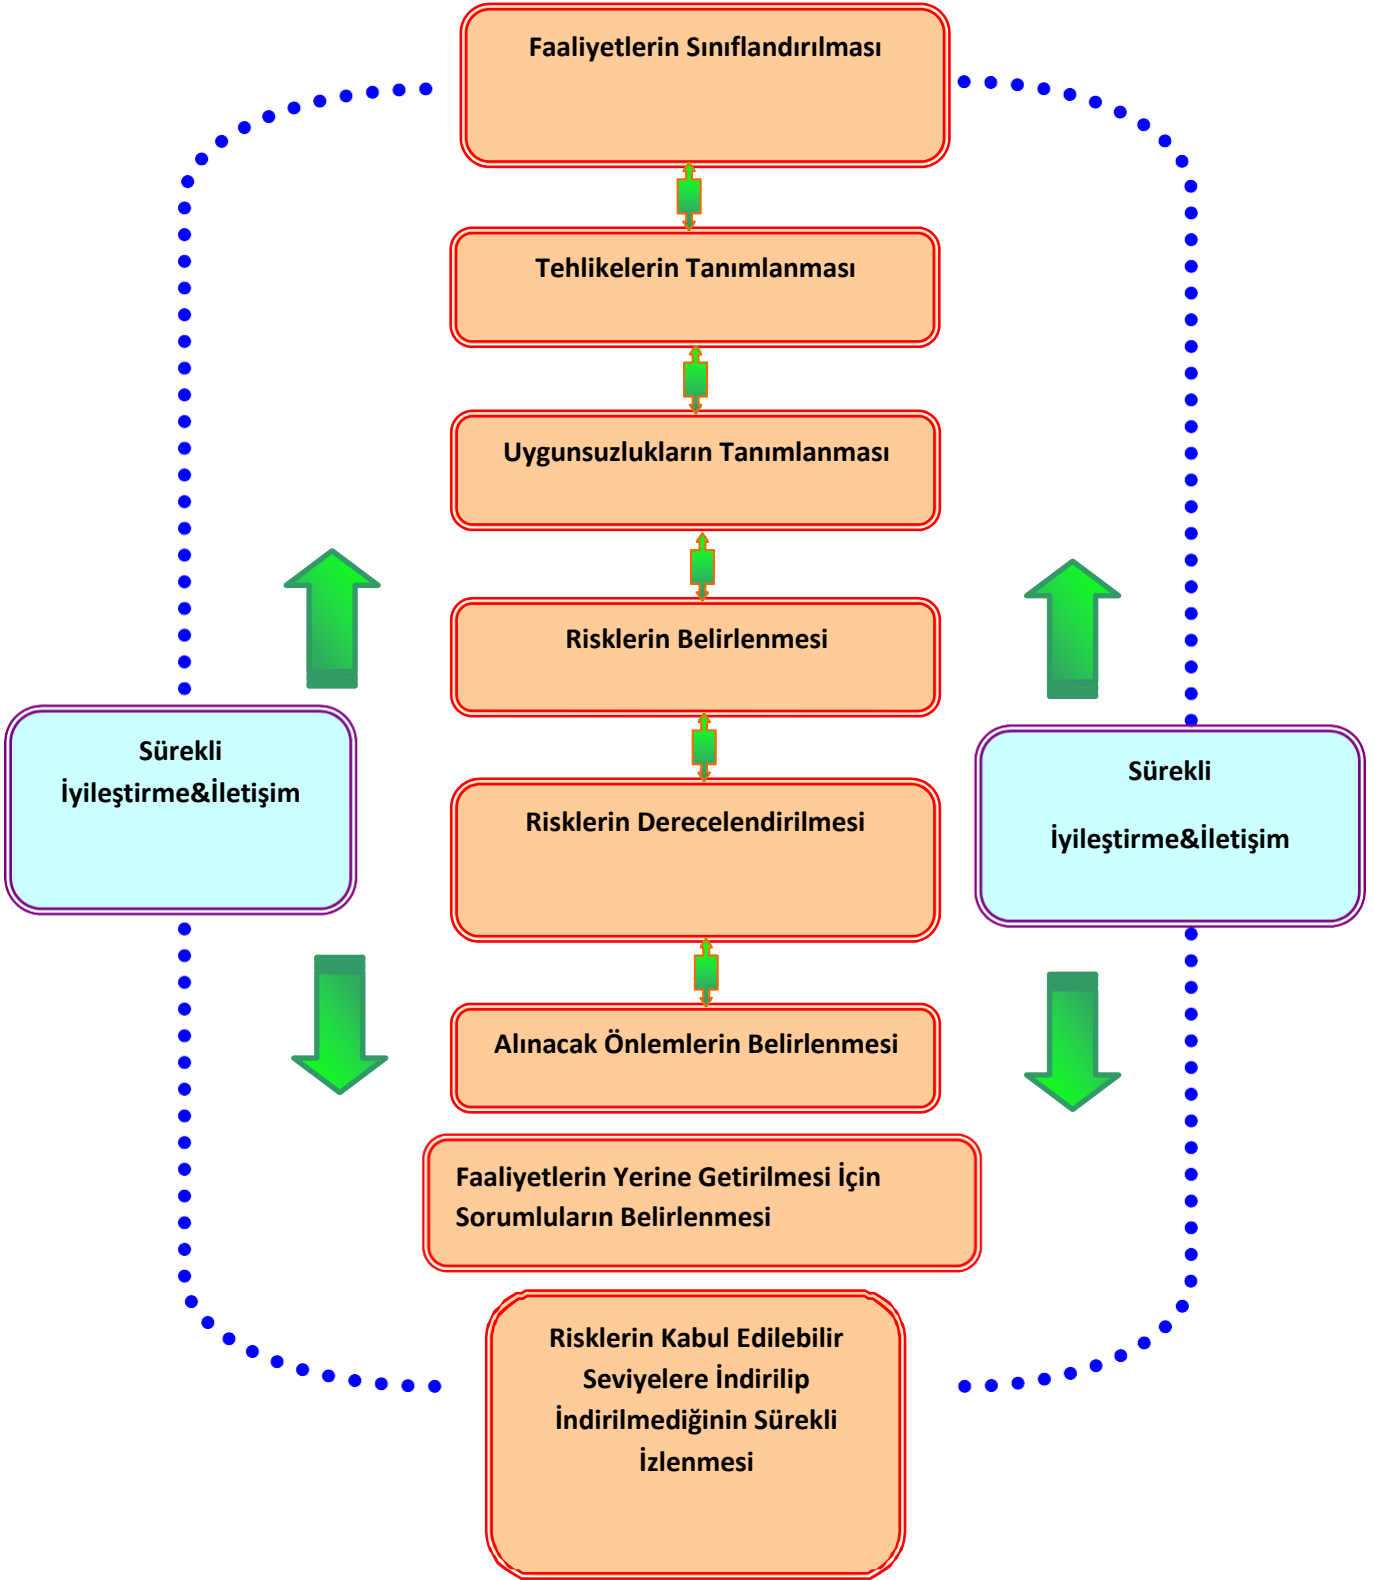 Faaliyetlerin Sınıflandırılması
Tehlikelerin Tanımlanması
Uygunsuzlukların Tanımlanması
Risklerin Belirlenmesi
Sürekli
İyileştirme&İletişim
Sürekli
İyileştirme&İletişim
Risklerin Derecelendirilmesi
Alınacak Önlemlerin Belirlenmesi
Faaliyetlerin Yerine Getirilmesi İçin
Sorumluların Belirlenmesi
Risklerin Kabul Edilebilir
Seviyelere İndirilip
İndirilmediğinin Sürekli
İzlenmesi